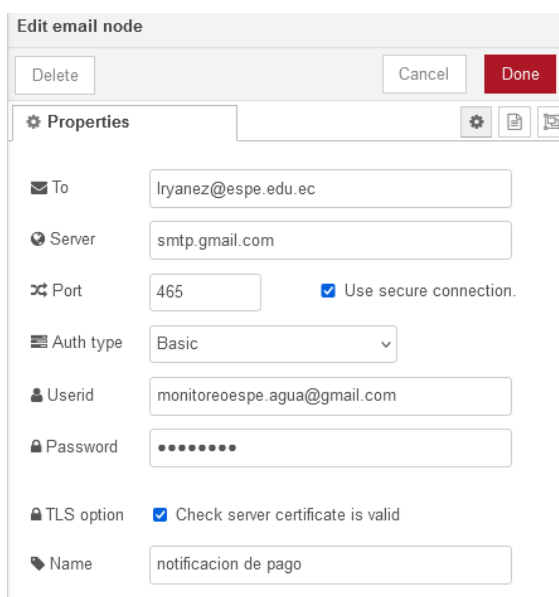 Edit email node
Delete Cancel Done
Properties
To lryanez@espe.edu.ec
Server smtp.gmail.com
Port 465 Use secure connection.
Auth type Basic
Userid monitoreoespe.agua@gmail.com
Password ••••••••
TLS option Check server certificate is valid
Name notificacion de pago